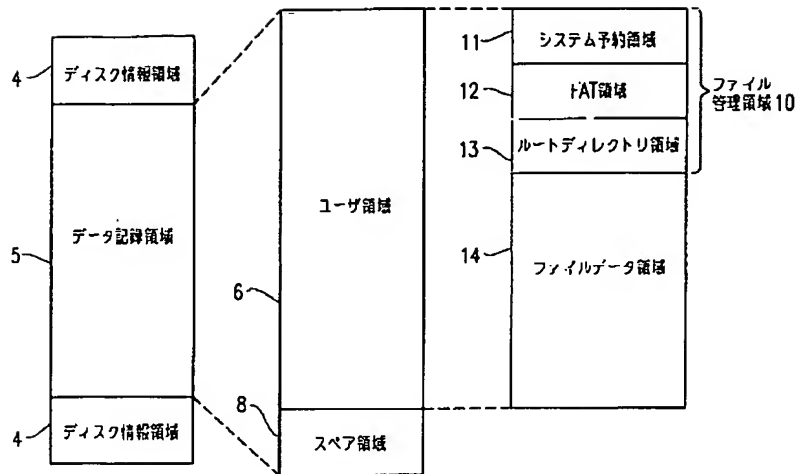 4
ディスク情報領域
5
データ記録領域
4
ディスク情報領域
6
ユーザ領域
8
スペア領域
11
システム予約領域
12
FAT領域
13
ルートディレクトリ領域
14
ファイルデータ領域
ファイル
管理領域10